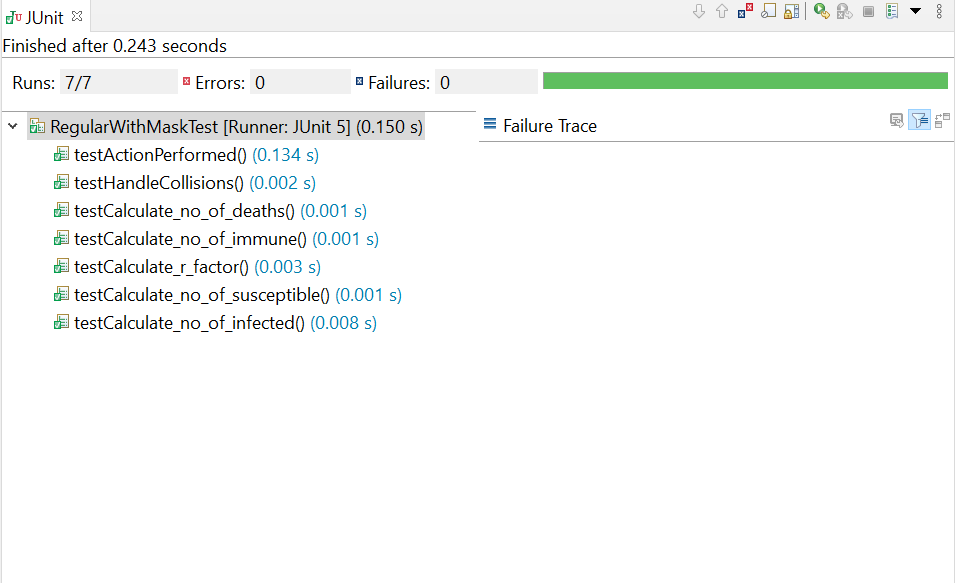 JUnit
Finished after 0.243 seconds
Runs: 7/7 Errors: 0 Failures: 0
RegularWithMaskTest [Runner: JUnit 5] (0.150 s)
testActionPerformed() (0.134 s)
testHandleCollisions() (0.002 s)
testCalculate_no_of_deaths() (0.001 s)
testCalculate_no_of_immune() (0.001 s)
testCalculate_r_factor() (0.003 s)
testCalculate_no_of_susceptible() (0.001 s)
testCalculate_no_of_infected() (0.008 s)
Failure Trace